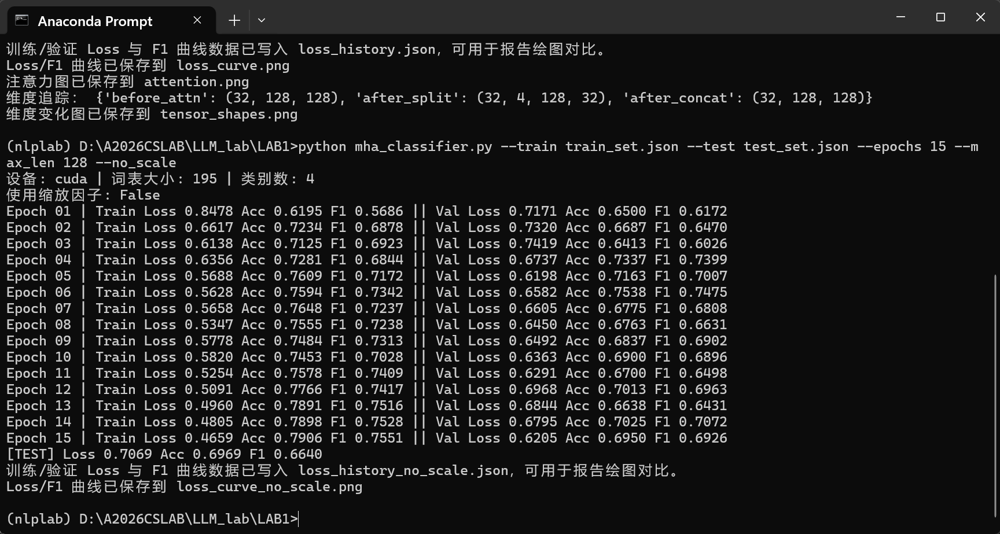 Anaconda Prompt
训练/验证 Loss 与 F1 曲线数据已写入 loss_history.json，可用于报告绘图对比。
Loss/F1 曲线已保存到 loss_curve.png
注意力图已保存到 attention.png
维度追踪： {'before_attn': (32, 128, 128), 'after_split': (32, 4, 128, 32), 'after_concat': (32, 128, 128)}
维度变化图已保存到 tensor_shapes.png
(nlplab) D:\A2026CSLAB\LLM_lab\LAB1>python mha_classifier.py --train train_set.json --test test_set.json --epochs 15 --m
ax_len 128 --no_scale
设备：cuda | 词表大小：195 | 类别数：4
使用缩放因子：False
Epoch 01 | Train Loss 0.8478 Acc 0.6195 F1 0.5686 || Val Loss 0.7171 Acc 0.6500 F1 0.6172
Epoch 02 | Train Loss 0.6617 Acc 0.7234 F1 0.6878 || Val Loss 0.7320 Acc 0.6687 F1 0.6470
Epoch 03 | Train Loss 0.6138 Acc 0.7125 F1 0.6923 || Val Loss 0.7419 Acc 0.6413 F1 0.6026
Epoch 04 | Train Loss 0.6356 Acc 0.7281 F1 0.6844 || Val Loss 0.6737 Acc 0.7337 F1 0.7399
Epoch 05 | Train Loss 0.5688 Acc 0.7609 F1 0.7172 || Val Loss 0.6198 Acc 0.7163 F1 0.7007
Epoch 06 | Train Loss 0.5628 Acc 0.7594 F1 0.7342 || Val Loss 0.6582 Acc 0.7538 F1 0.7475
Epoch 07 | Train Loss 0.5658 Acc 0.7648 F1 0.7237 || Val Loss 0.6605 Acc 0.6775 F1 0.6808
Epoch 08 | Train Loss 0.5347 Acc 0.7555 F1 0.7238 || Val Loss 0.6450 Acc 0.6763 F1 0.6631
Epoch 09 | Train Loss 0.5778 Acc 0.7484 F1 0.7313 || Val Loss 0.6492 Acc 0.6837 F1 0.6902
Epoch 10 | Train Loss 0.5820 Acc 0.7453 F1 0.7028 || Val Loss 0.6363 Acc 0.6900 F1 0.6896
Epoch 11 | Train Loss 0.5254 Acc 0.7578 F1 0.7409 || Val Loss 0.6291 Acc 0.6700 F1 0.6498
Epoch 12 | Train Loss 0.5091 Acc 0.7766 F1 0.7417 || Val Loss 0.6968 Acc 0.7013 F1 0.6963
Epoch 13 | Train Loss 0.4960 Acc 0.7891 F1 0.7516 || Val Loss 0.6844 Acc 0.6638 F1 0.6431
Epoch 14 | Train Loss 0.4805 Acc 0.7898 F1 0.7528 || Val Loss 0.6795 Acc 0.7025 F1 0.7072
Epoch 15 | Train Loss 0.4659 Acc 0.7906 F1 0.7551 || Val Loss 0.6205 Acc 0.6950 F1 0.6926
[TEST] Loss 0.7069 Acc 0.6969 F1 0.6640
训练/验证 Loss 与 F1 曲线数据已写入 loss_history_no_scale.json，可用于报告绘图对比。
Loss/F1 曲线已保存到 loss_curve_no_scale.png
(nlplab) D:\A2026CSLAB\LLM_lab\LAB1>